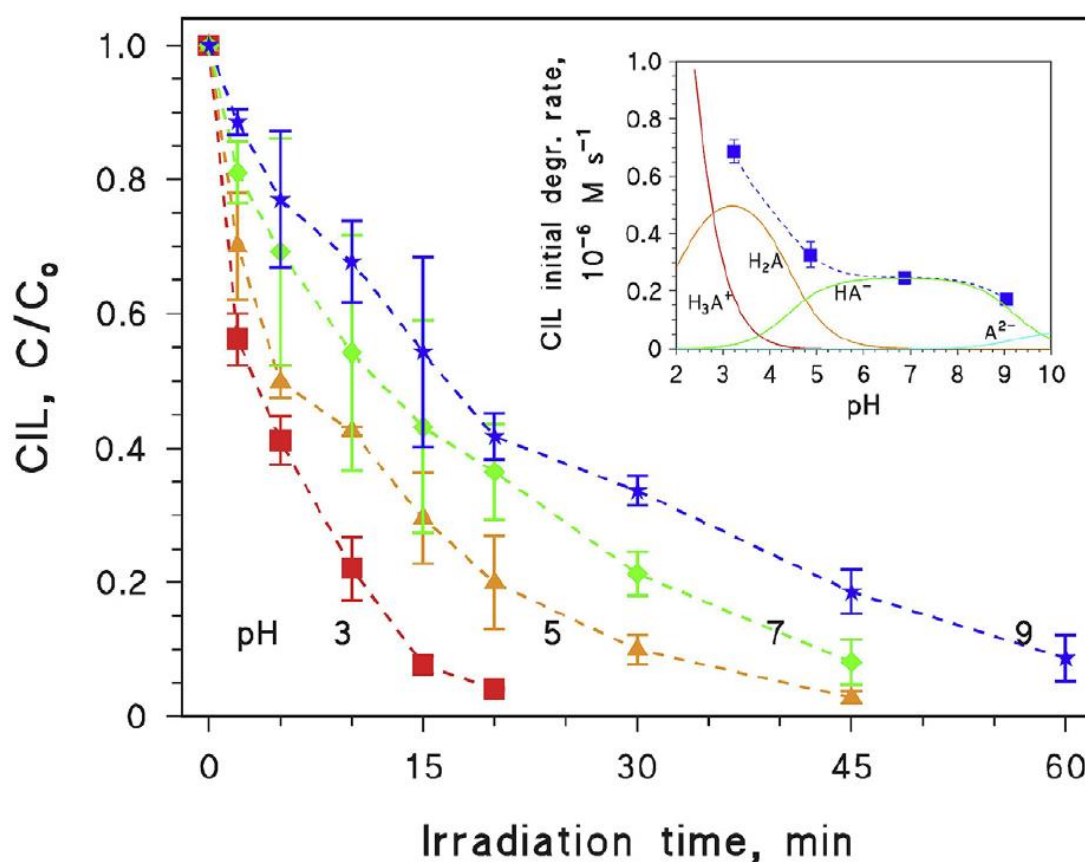 CIL, C/C₀
1.0
0.8
0.6
0.4
0.2
0
0 15 30 45 60
Irradiation time, min
pH 3 5 7 9
CIL initial degr. rate,
10⁻⁶ M s⁻¹
1.0
0.8
0.6
0.4
0.2
0
H₃A⁺
H₂A
HA⁻
A²⁻
2 3 4 5 6 7 8 9 10
pH